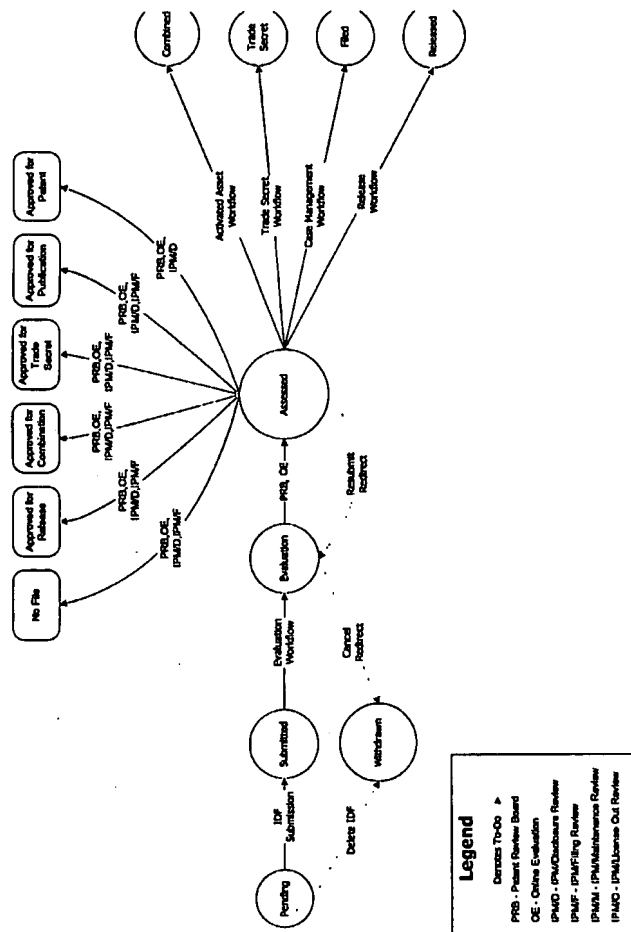 No File
Approved for
Release
Approved for
Combination
Approved for
Trade
Secret
Approved for
Publication
Approved for
Patent
PRB,OE,
IPM/D,IPM/F
PRB,OE,
IPM/D,IPM/F
PRB,OE,
IPM/D,IPM/F
PRB,OE,
IPM/D,IPM/F
PRB,OE,
IPM/D,IPM/F
PRB,OE,
IPM/D
Pending
IDF
Submission
Submitted
Evaluation
Workflow
Evaluation
PRB, OE
Assessed
Activated Asset
Workflow
Trade Secret
Workflow
Case Management
Workflow
Release
Workflow
Combined
Trade
Secret
Filed
Released
Delete IDF
Withdrawn
Cancel
Redirect
Resubmit
Redirect
Legend
Denotes To-Do
PRB - Patent Review Board
OE - Online Evaluation
IPM/D - IPM/Disclosure Review
IPM/F - IPM/Filing Review
IPM/M - IPM/Maintenance Review
IPM/O - IPM/License Out Review